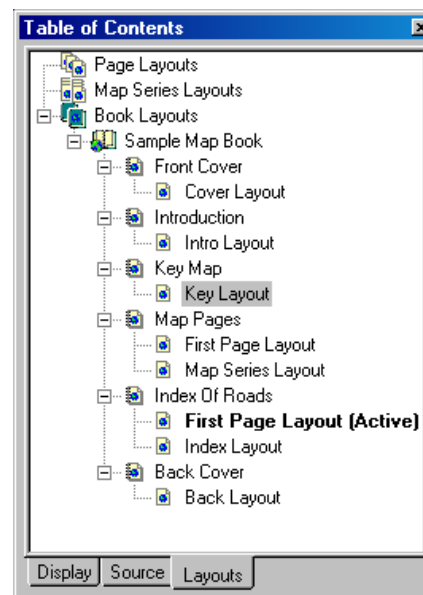 Table of Contents
Page Layouts
Map Series Layouts
Book Layouts
Sample Map Book
Front Cover
Cover Layout
Introduction
Intro Layout
Key Map
Key Layout
Map Pages
First Page Layout
Map Series Layout
Index Of Roads
First Page Layout (Active)
Index Layout
Back Cover
Back Layout
Display Source Layouts